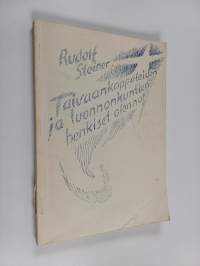 Rudolf
Steiner
Taivaankappaleiden
ja luonnonkuntien
henkiset olennot